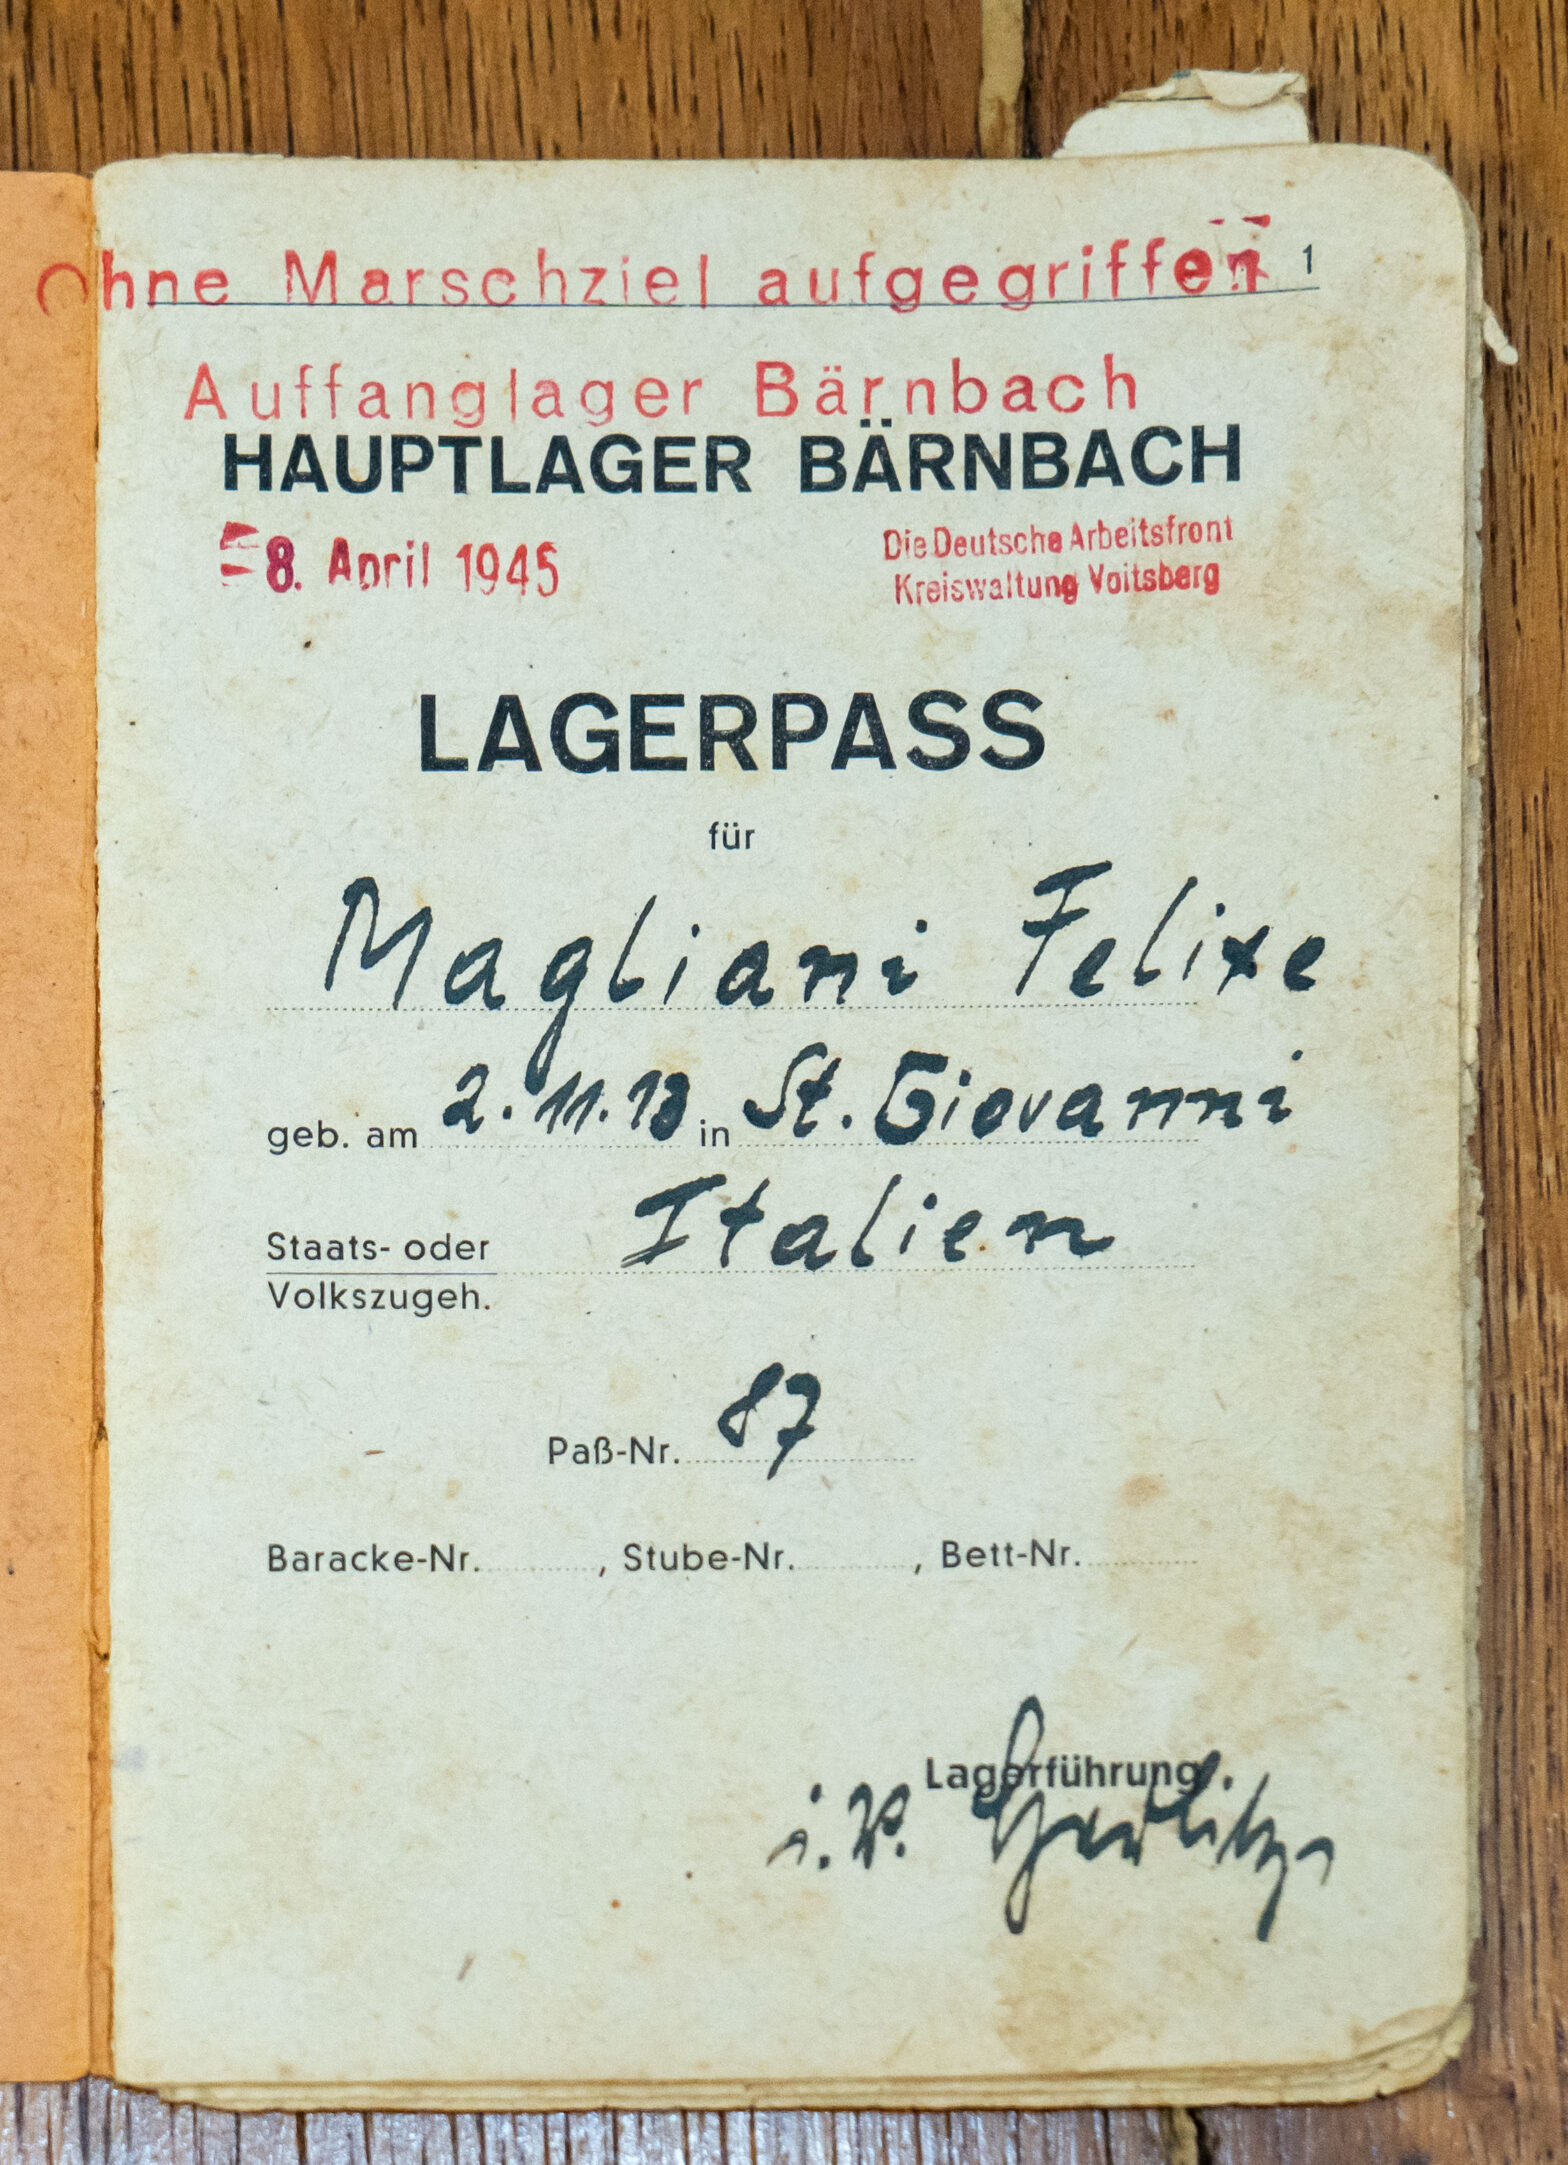 Ohne Marschziel aufgegriffen 1
Auffanglager Bärnbach
HAUPTLAGER BÄRNBACH
8. April 1945
Die Deutsche Arbeitsfront
Kreiswaltung Voitsberg
LAGERPASS
für
Magliani Felixe
geb. am 2.11.18 in St. Giovanni
Staats- oder Italien
Volkszugeh.
Paß-Nr. 87
Baracke-Nr. , Stube-Nr. , Bett-Nr.
Lagerführung
i.V.